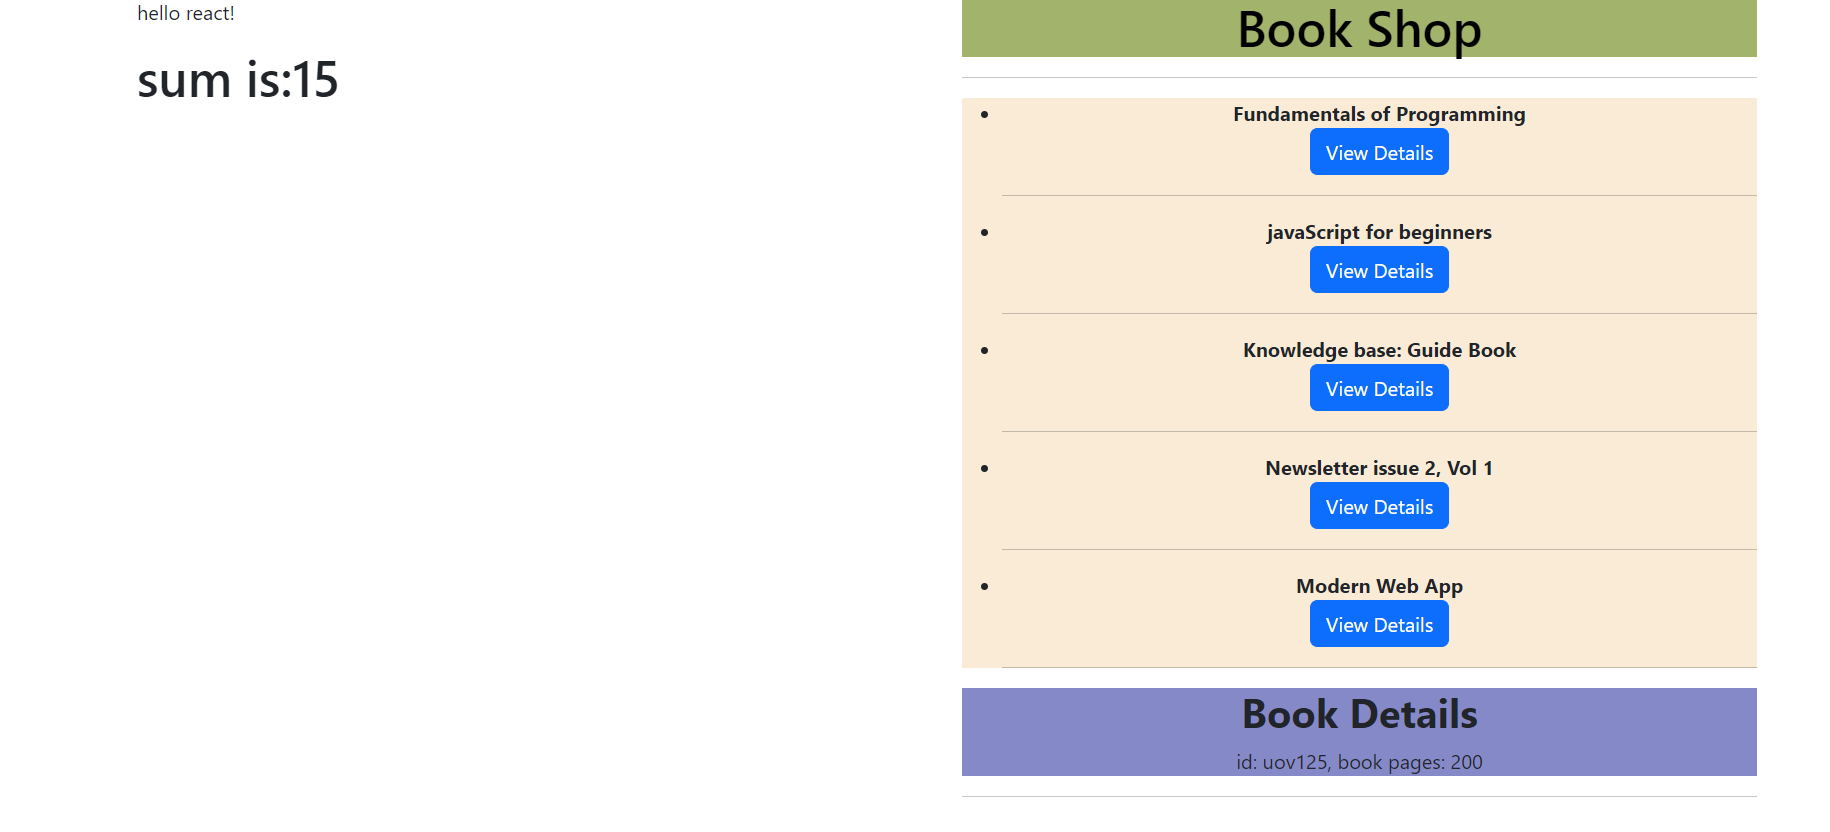 hello react!
sum is:15
Book Shop
Fundamentals of Programming
View Details
javaScript for beginners
View Details
Knowledge base: Guide Book
View Details
Newsletter issue 2, Vol 1
View Details
Modern Web App
View Details
Book Details
id: uov125, book pages: 200